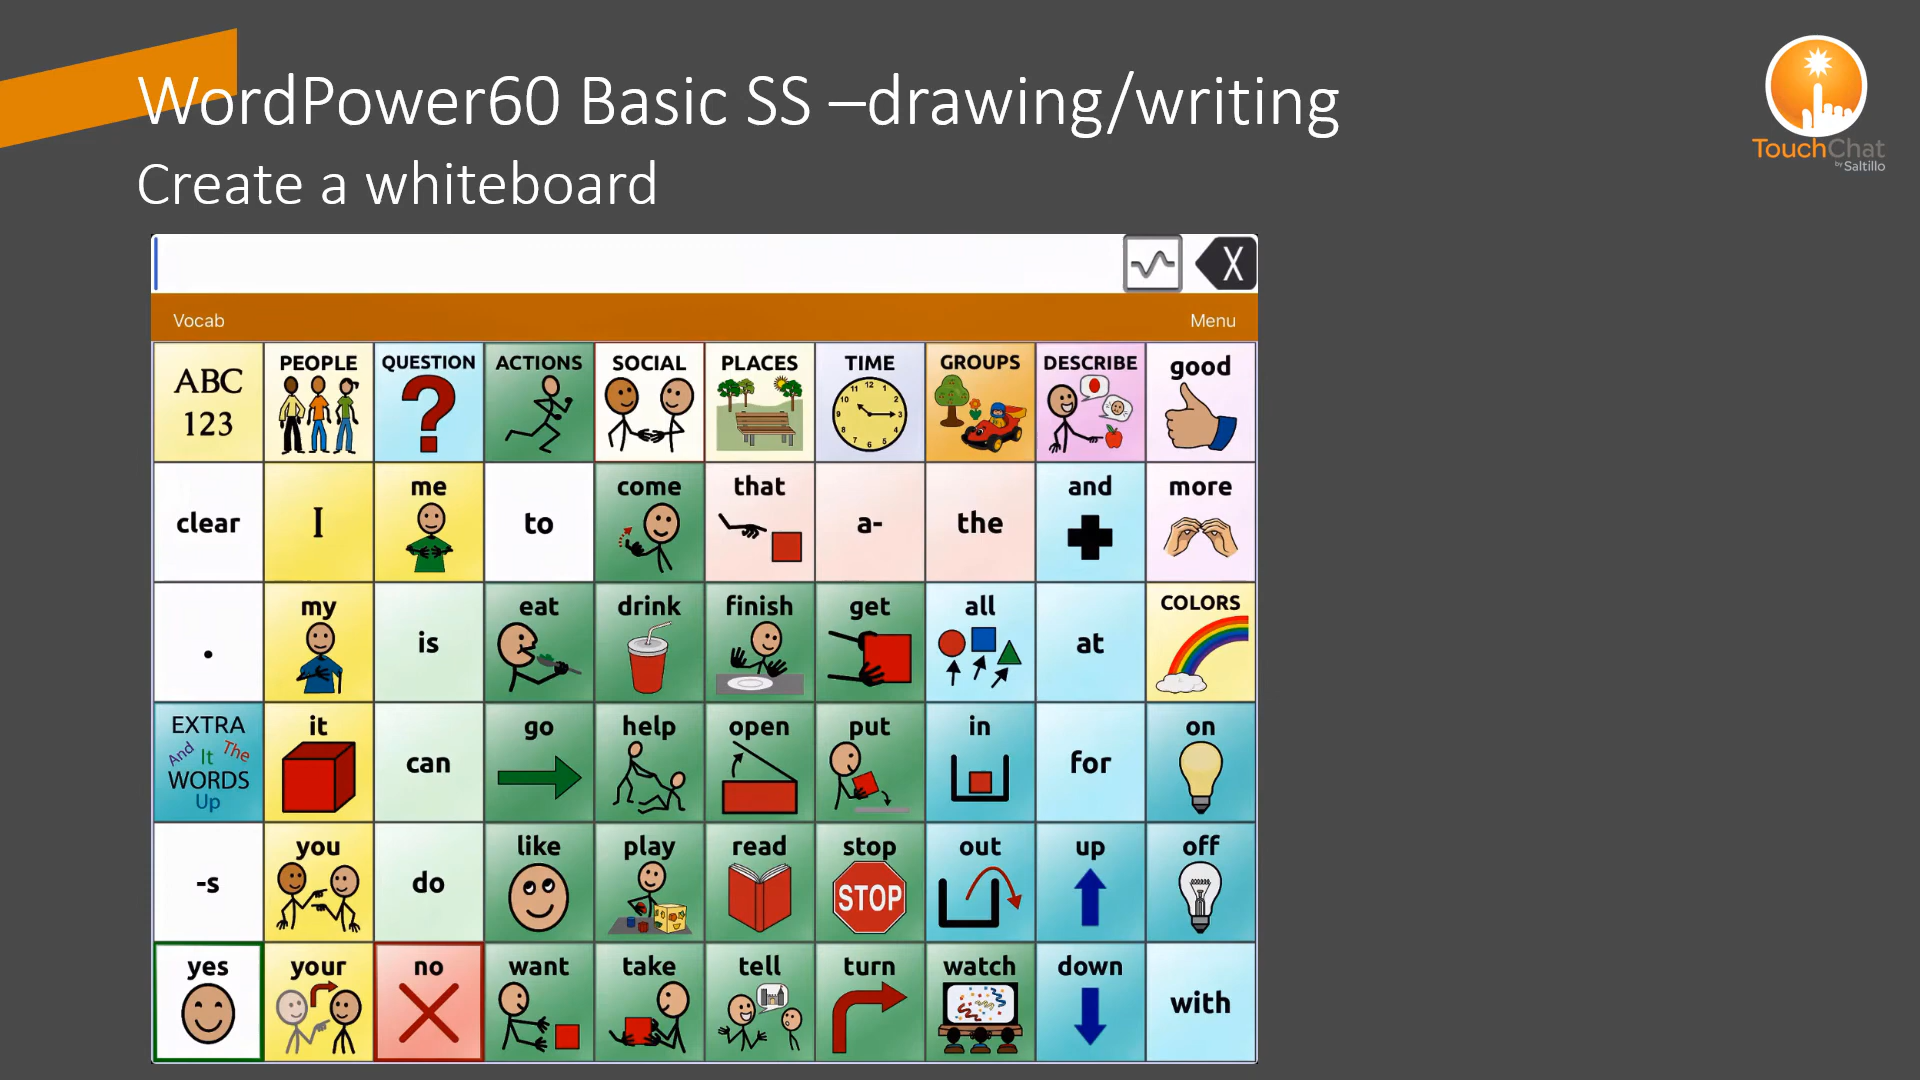 WordPower60 Basic SS –drawing/writing
Create a whiteboard
TouchChat
by Saltillo
X
Vocab
Menu
ABC
123
PEOPLE
QUESTION
?
ACTIONS
SOCIAL
PLACES
TIME
GROUPS
DESCRIBE
good
clear
I
me
to
come
that
a-
the
and
more
.
my
is
eat
drink
finish
get
all
at
COLORS
EXTRA
And It The
WORDS
Up
it
can
go
help
open
put
in
for
on
-s
you
do
like
play
read
stop
STOP
out
up
off
yes
your
no
want
take
tell
turn
watch
down
with